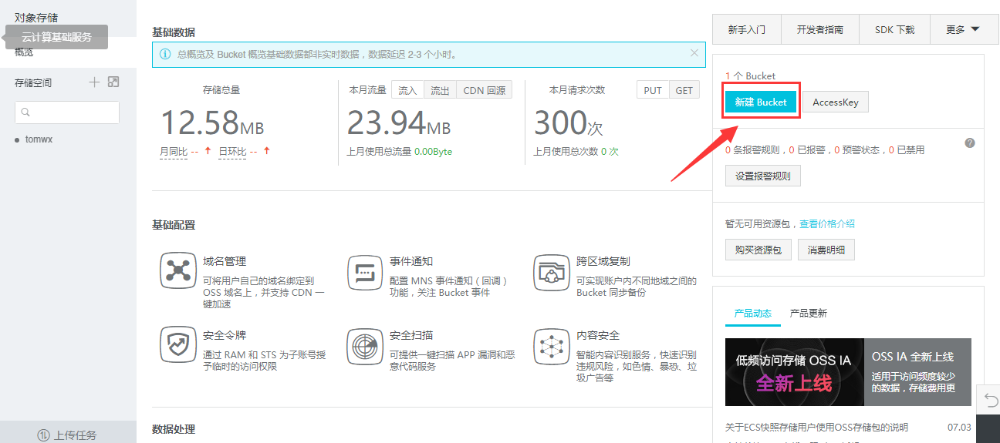 对象存储
云计算基础服务
概览
存储空间
tomwx
上传任务
基础数据
总概览及 Bucket 概览基础数据都非实时数据，数据延迟 2-3 个小时。
存储总量
12.58MB
月同比 -- 日环比 --
本月流量 流入 流出 CDN 回源
23.94MB
上月使用总流量 0.00Byte
本月请求次数 PUT GET
300次
上月使用总次数 0 次
基础配置
域名管理
可将用户自己的域名绑定到
OSS 域名上，并支持 CDN 一
键加速
事件通知
配置 MNS 事件通知（回调）
功能，关注 Bucket 事件
跨区域复制
可实现账户内不同地域之间的
Bucket 同步备份
安全令牌
通过 RAM 和 STS 为子账号授
予临时的访问权限
安全扫描
可提供一键扫描 APP 漏洞和恶
意代码服务
内容安全
智能内容识别服务，快速识别
违规风险，如色情、暴恐、垃
圾广告等
数据处理
新手入门 开发者指南 SDK 下载 更多
1 个 Bucket
新建 Bucket AccessKey
0 条报警规则，0 已报警，0 预警状态，0 已禁用
?
设置报警规则
暂无可用资源包，查看价格介绍
购买资源包 消费明细
产品动态 产品更新
低频访问存储 OSS IA
全新上线
OSS IA 全新上线
适用于访问频度较少
的数据，存储费用更
关于ECS快照存储用户使用OSS存储包的说明 07.03